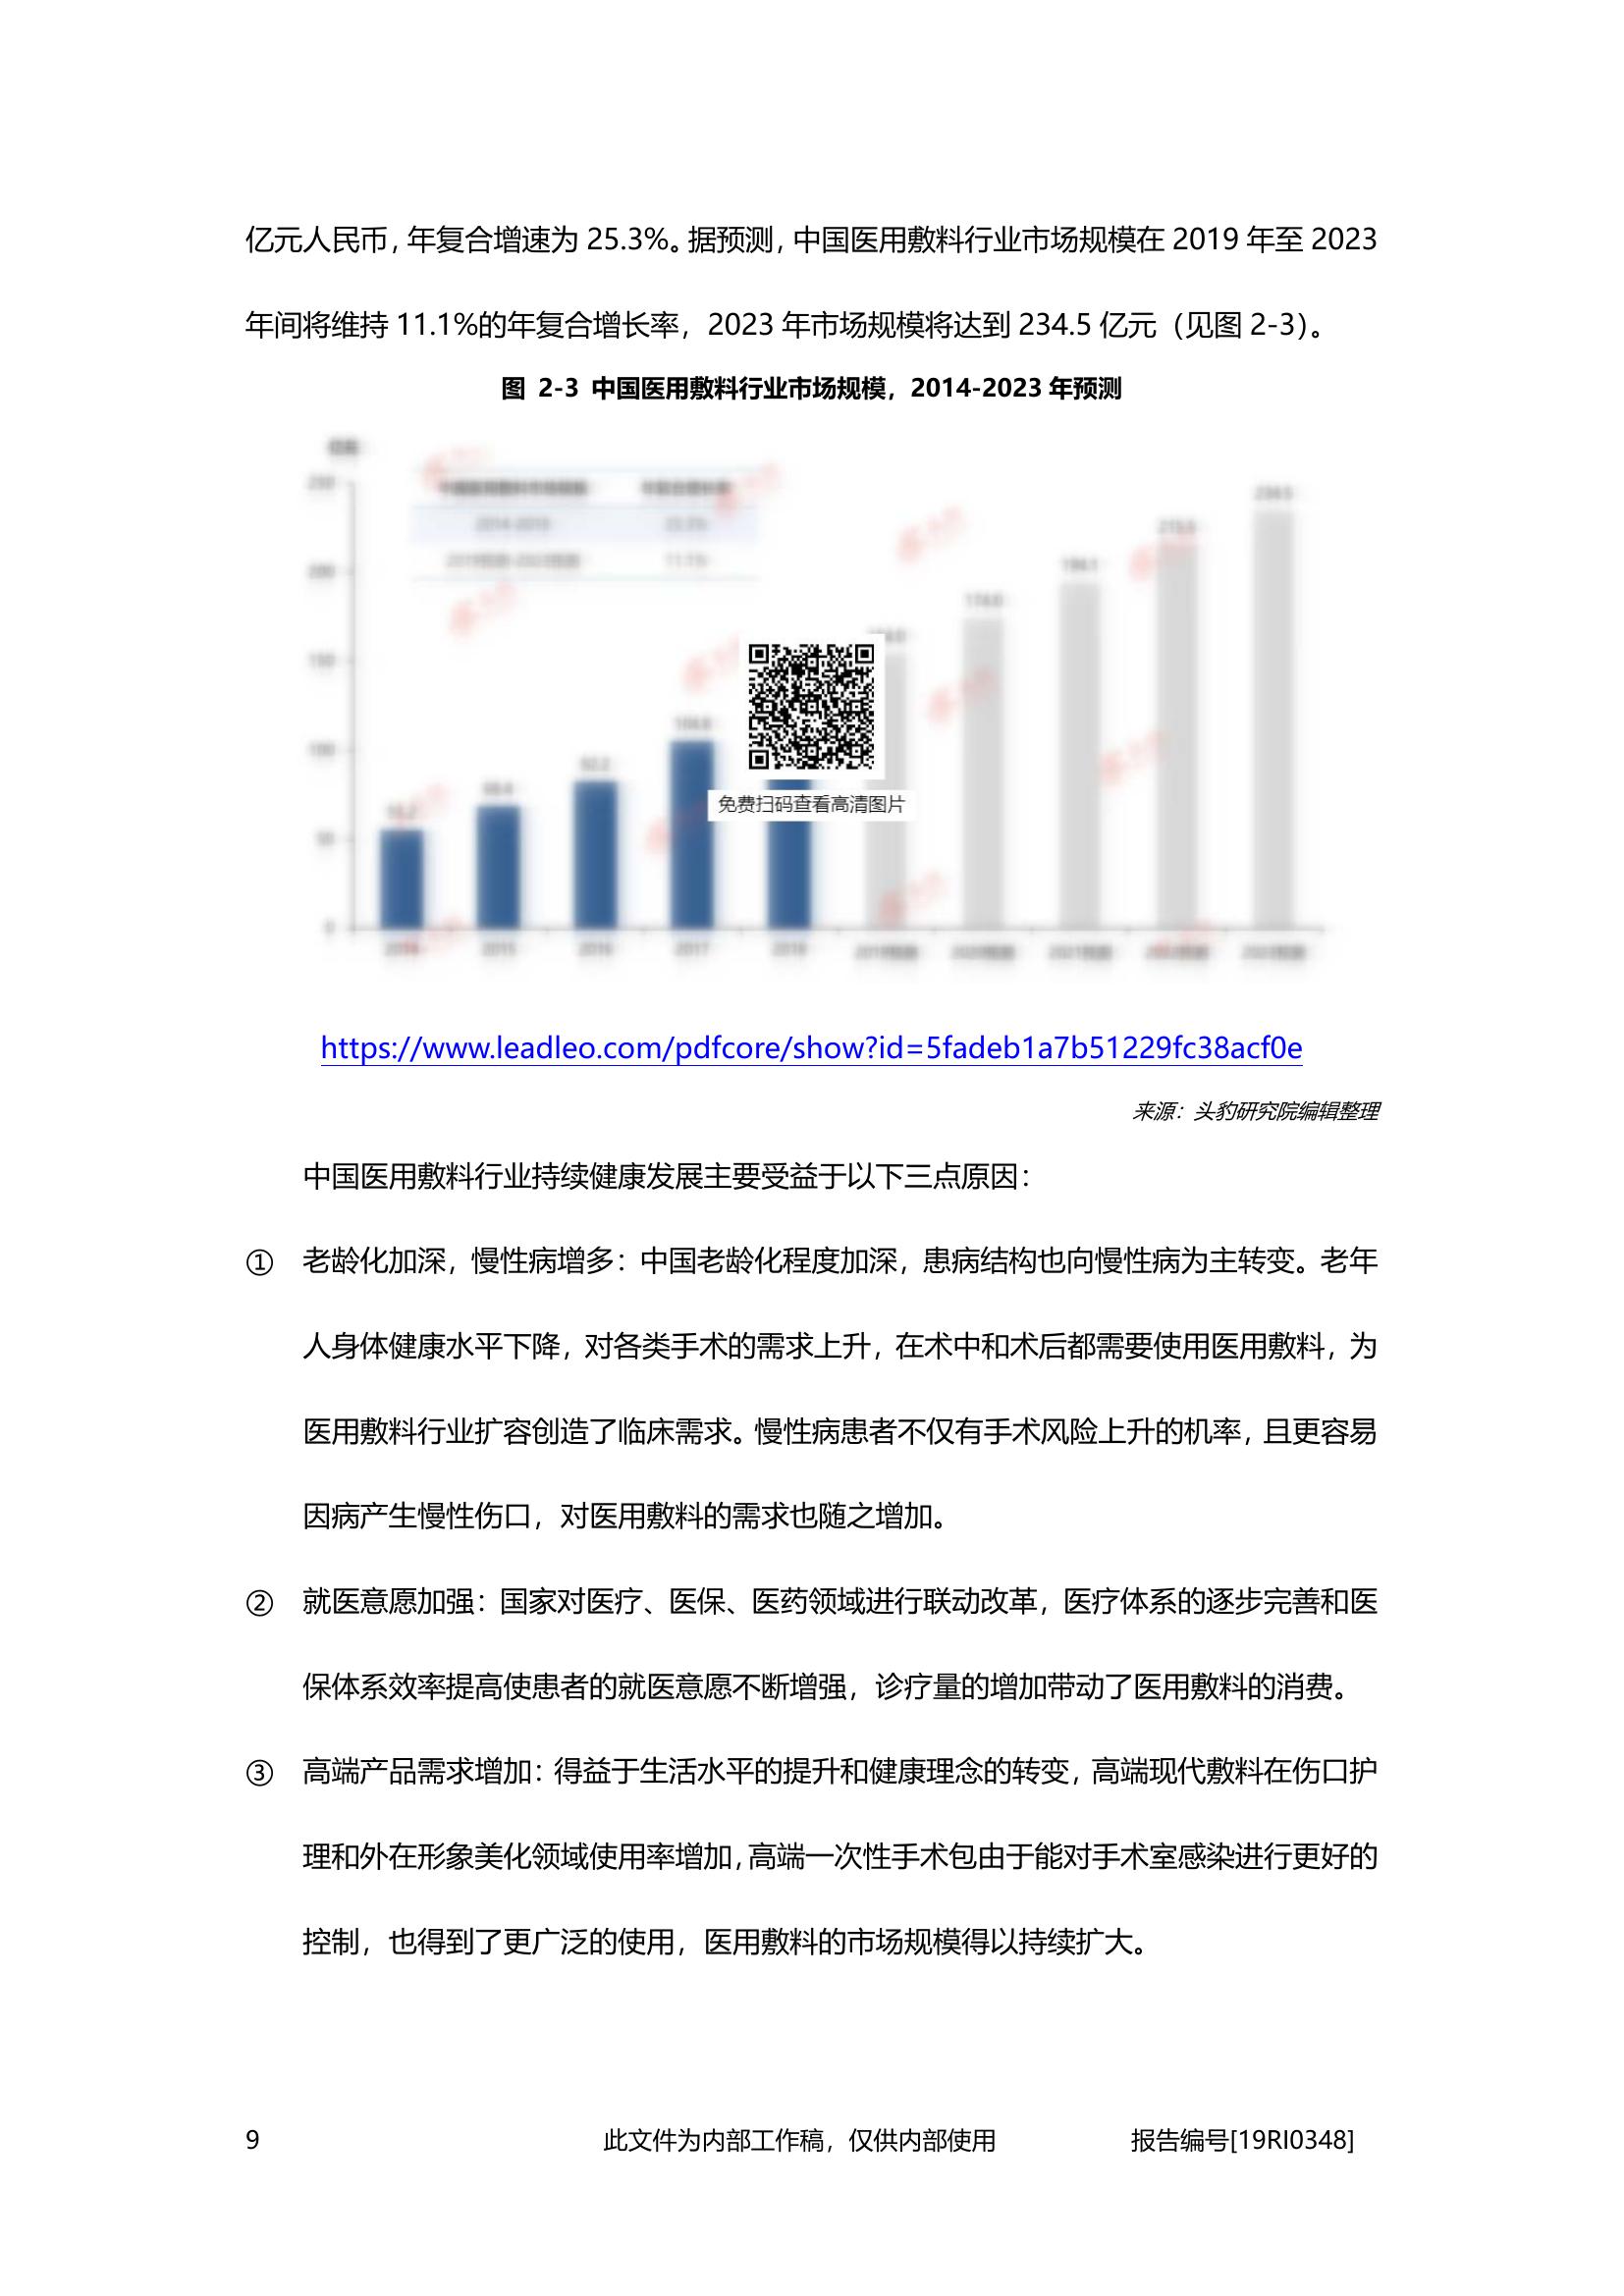 亿元人民币，年复合增速为 25.3%。据预测，中国医用敷料行业市场规模在 2019 年至 2023
年间将维持 11.1%的年复合增长率，2023 年市场规模将达到 234.5 亿元（见图 2-3）。
图 2-3 中国医用敷料行业市场规模，2014-2023 年预测
免费扫码查看高清图片
https://www.leadleo.com/pdfcore/show?id=5fadeb1a7b51229fc38acf0e
来源：头豹研究院编辑整理
中国医用敷料行业持续健康发展主要受益于以下三点原因：
① 老龄化加深，慢性病增多：中国老龄化程度加深，患病结构也向慢性病为主转变。老年
人身体健康水平下降，对各类手术的需求上升，在术中和术后都需要使用医用敷料，为
医用敷料行业扩容创造了临床需求。慢性病患者不仅有手术风险上升的机率，且更容易
因病产生慢性伤口，对医用敷料的需求也随之增加。
② 就医意愿加强：国家对医疗、医保、医药领域进行联动改革，医疗体系的逐步完善和医
保体系效率提高使患者的就医意愿不断增强，诊疗量的增加带动了医用敷料的消费。
③ 高端产品需求增加：得益于生活水平的提升和健康理念的转变，高端现代敷料在伤口护
理和外在形象美化领域使用率增加，高端一次性手术包由于能对手术室感染进行更好的
控制，也得到了更广泛的使用，医用敷料的市场规模得以持续扩大。
9 此文件为内部工作稿，仅供内部使用 报告编号[19RI0348]